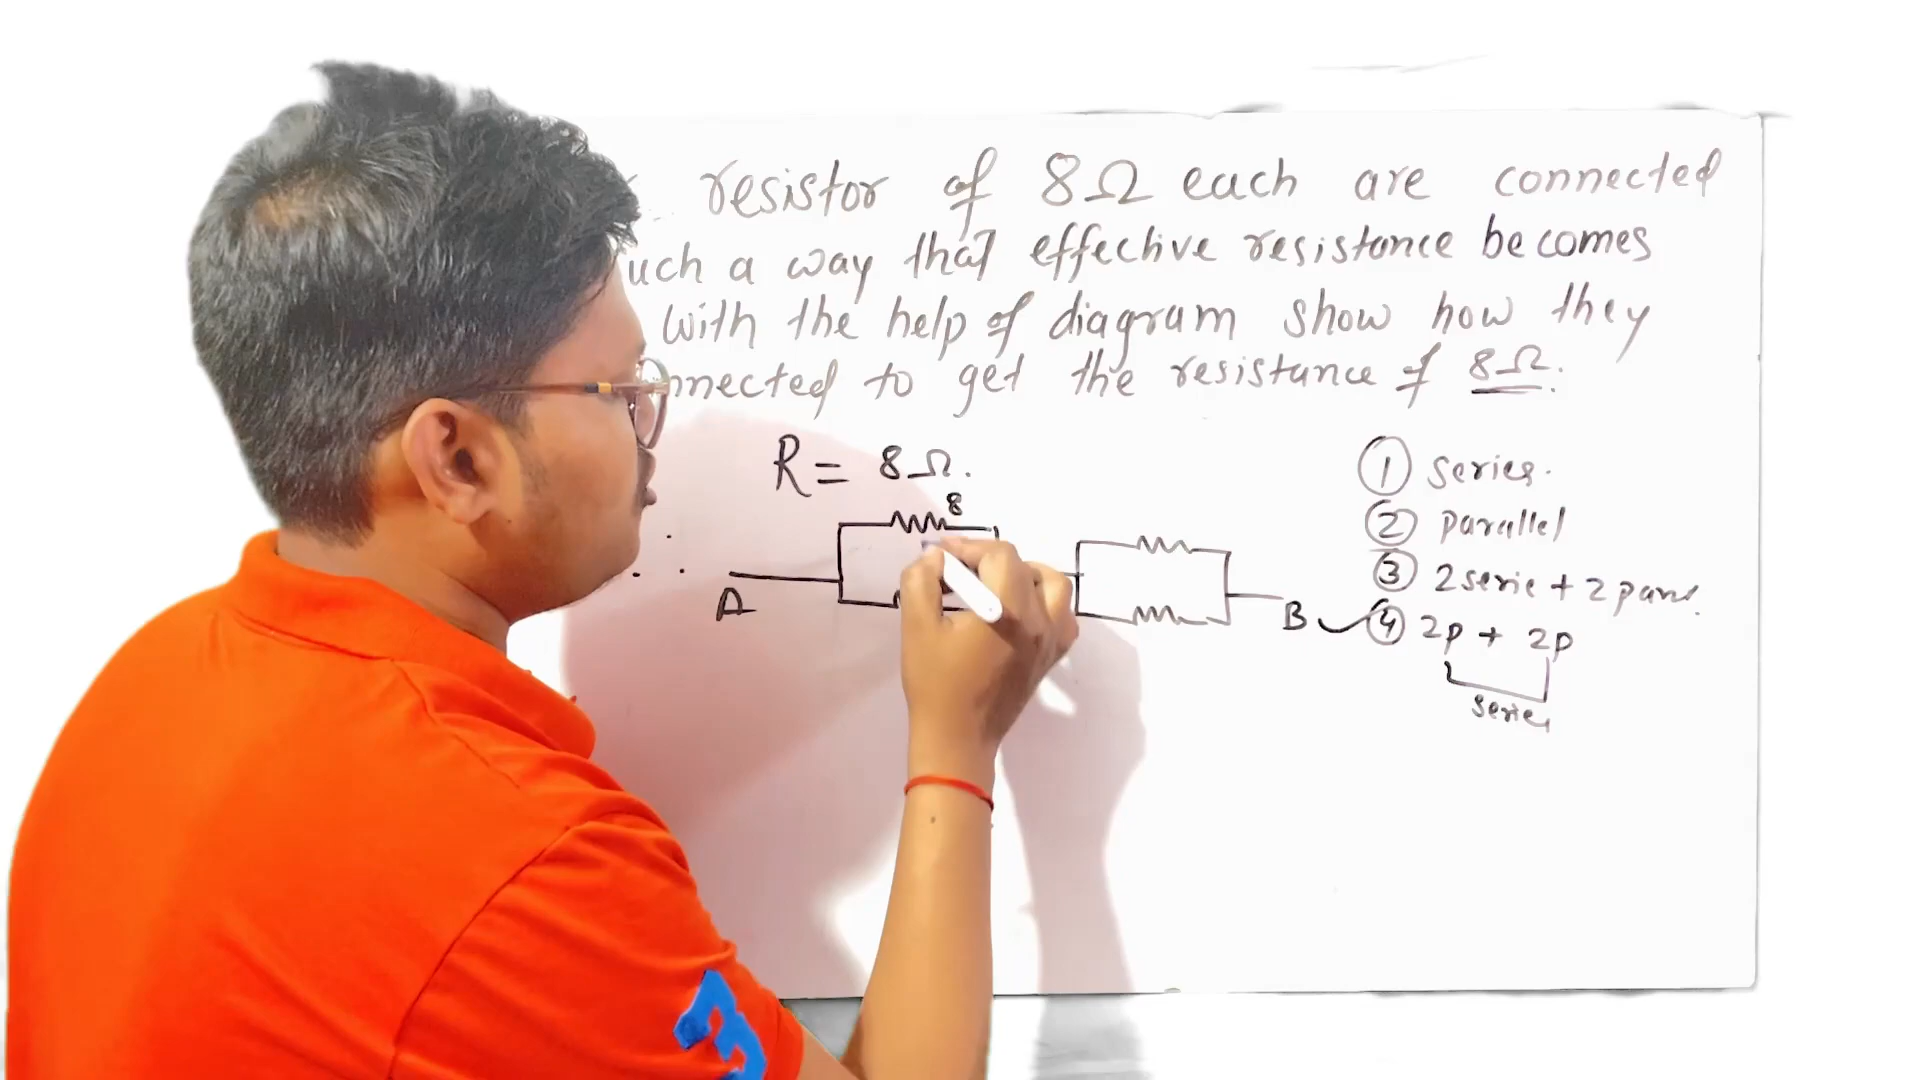 resistor of 8Ω each are connected
uch a way that effective resistance becomes
with the help of diagram show how they
nnected to get the resistance of 8Ω.
R = 8Ω.
8
A
B
① series.
② parallel
③ 2 serie + 2 para.
④ 2p + 2p
series
3